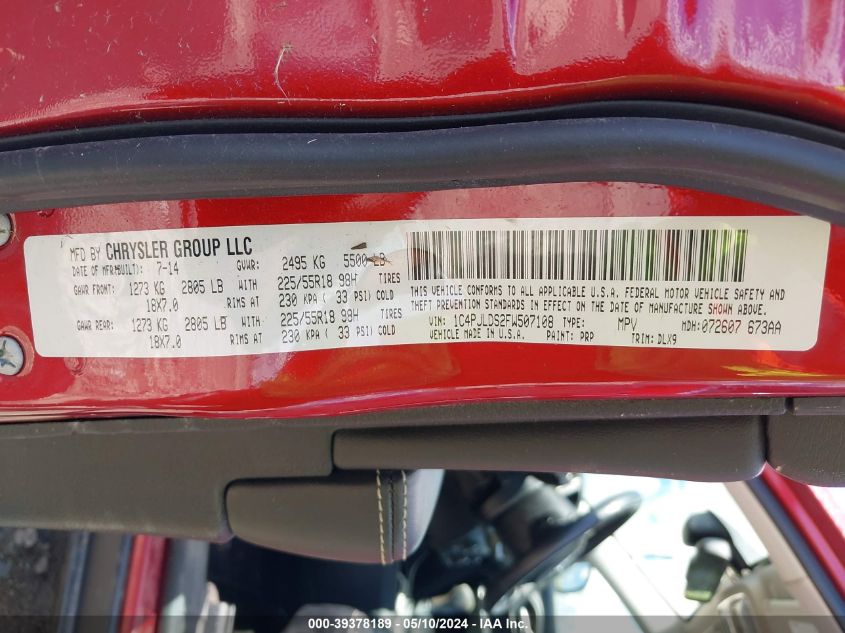 MFD BY CHRYSLER GROUP LLC
DATE OF MFR(BUILT): 7-14 GVWR: 2495 KG 5500 LB
GAWR FRONT: 1273 KG 2805 LB WITH 225/55R18 98H TIRES
18X7.0 RIMS AT 230 KPA ( 33 PSI) COLD
GAWR REAR: 1273 KG 2805 LB WITH 225/55R18 98H TIRES
18X7.0 RIMS AT 230 KPA ( 33 PSI) COLD
THIS VEHICLE CONFORMS TO ALL APPLICABLE U.S.A. FEDERAL MOTOR VEHICLE SAFETY AND
THEFT PREVENTION STANDARDS IN EFFECT ON THE DATE OF MANUFACTURE SHOWN ABOVE.
VIN: 1C4PJLDS2FW507108 TYPE: MPV MDH: 072607 673AA
VEHICLE MADE IN U.S.A. PAINT: PRP TRIM: DLX9
000-39378189 - 05/10/2024 - IAA Inc.